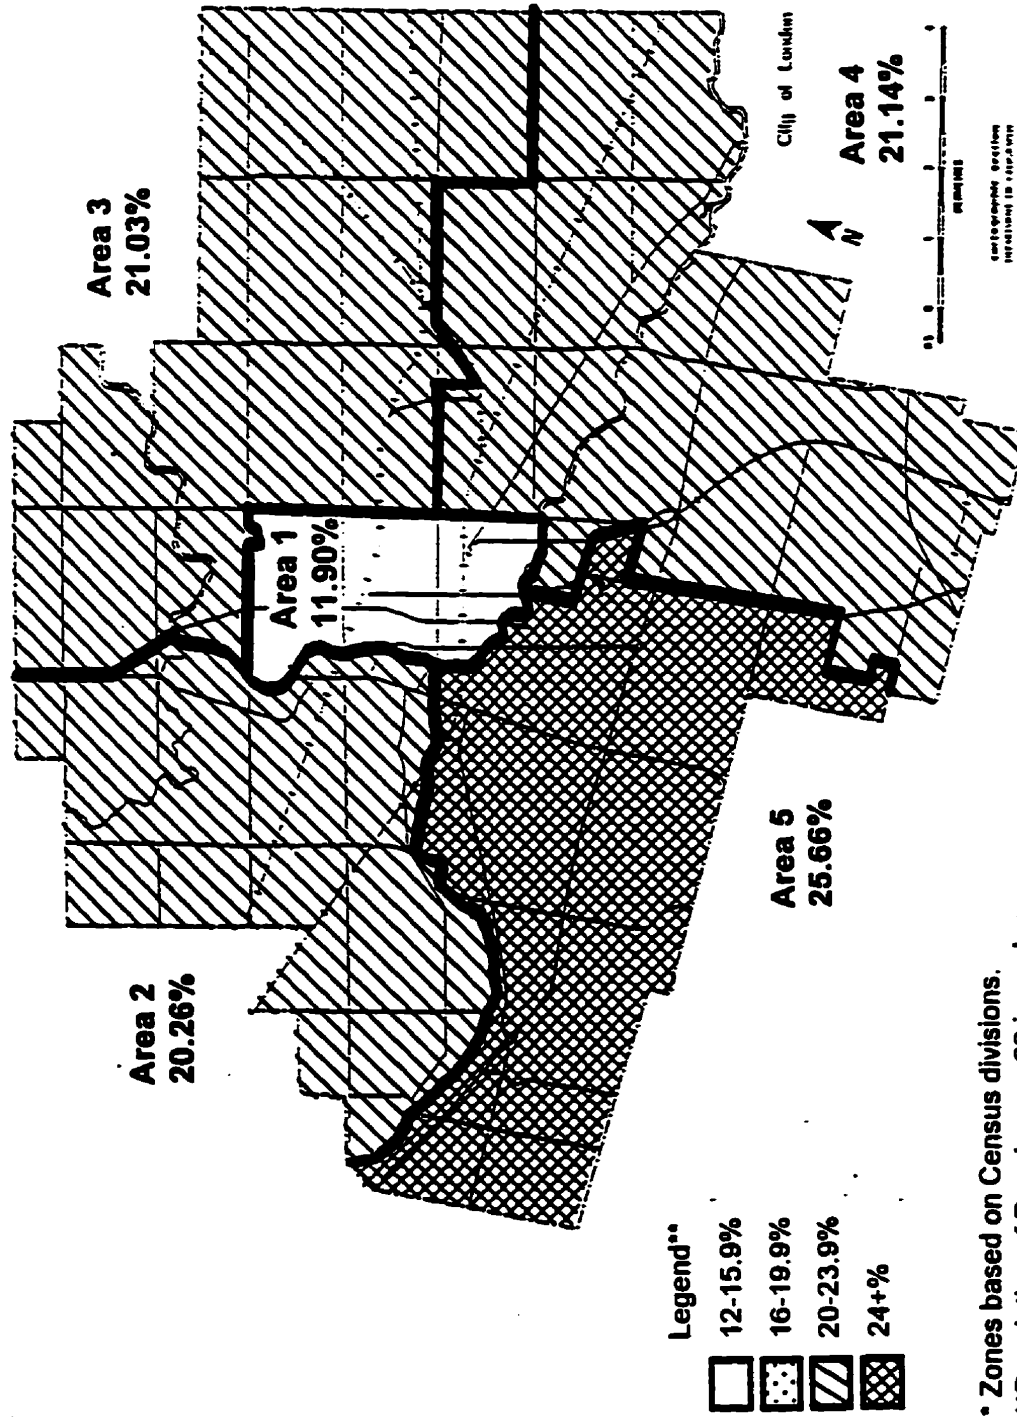 Area 3
21.03%
Area 1
11.90%
Area 2
20.26%
City of London
Area 4
21.14%
N
Area 5
25.66%
Legend**
12-15.9%
16-19.9%
20-23.9%
24+%
* Zones based on Census divisions.